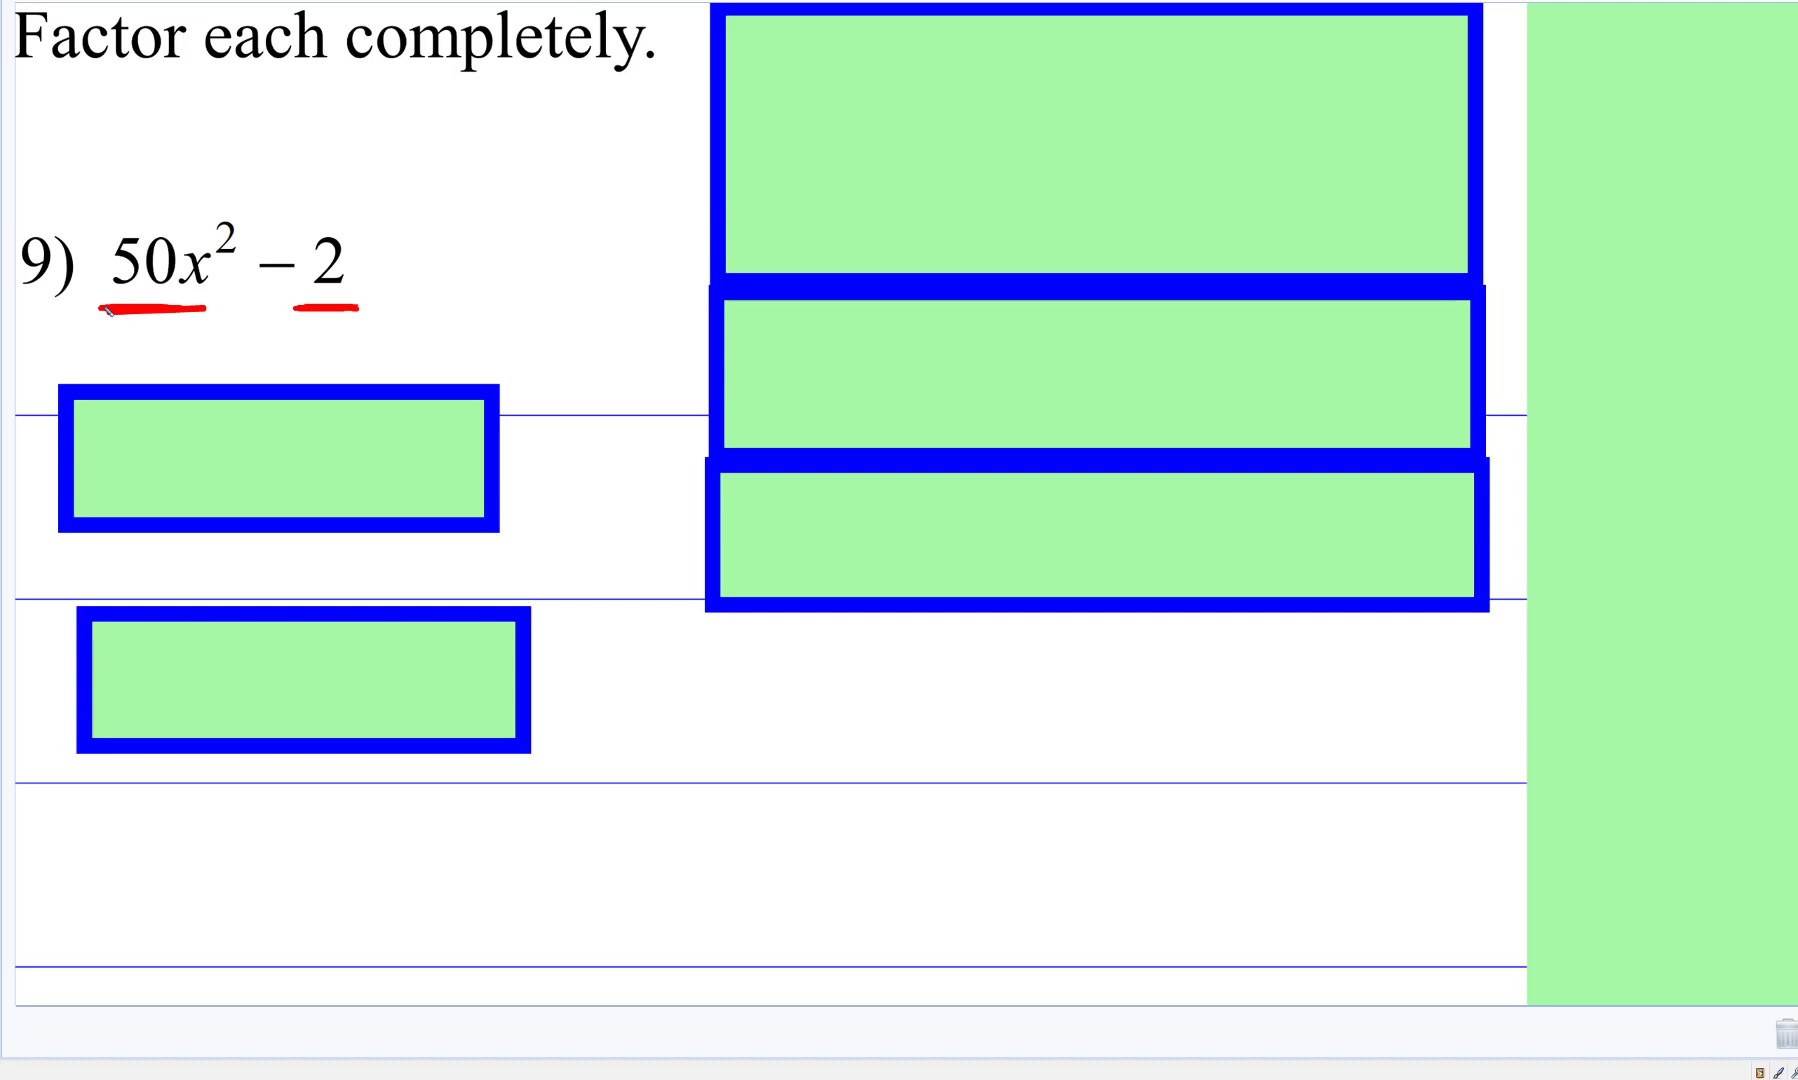 Factor each completely.
9) 50x² – 2